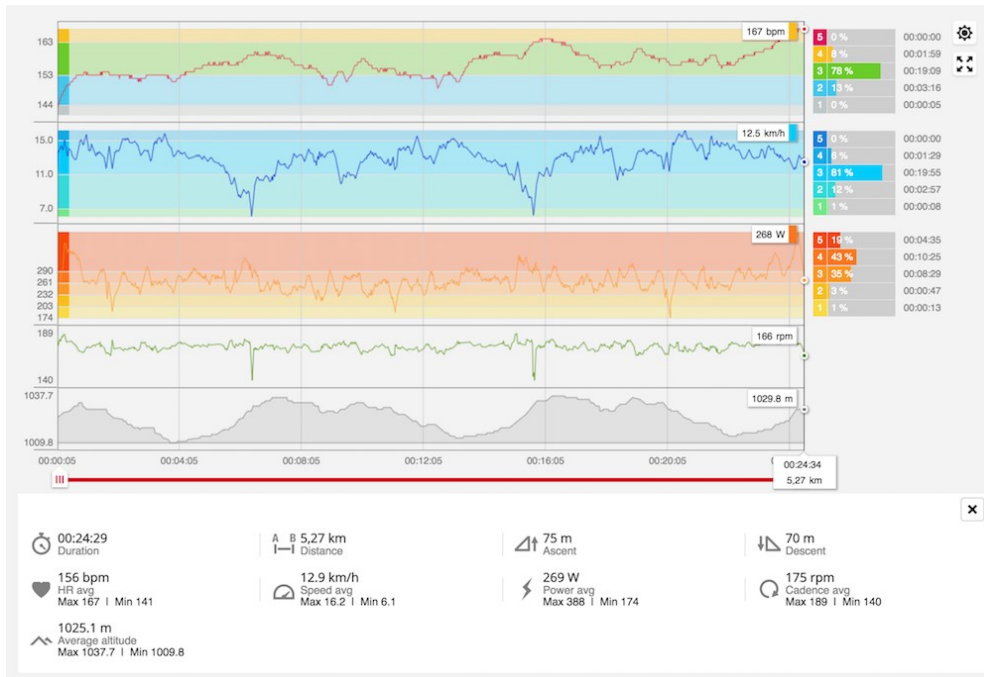 163
153
144
167 bpm
5 0 % 00:00:00
4 8 % 00:01:59
3 78 % 00:19:09
2 13 % 00:03:16
1 0 % 00:00:05
15.0
11.0
7.0
12.5 km/h
5 0 % 00:00:00
4 6 % 00:01:29
3 81 % 00:19:55
2 12 % 00:02:57
1 1 % 00:00:08
290
261
232
203
174
268 W
5 19 % 00:04:35
4 43 % 00:10:25
3 35 % 00:08:29
2 3 % 00:00:47
1 1 % 00:00:13
189
140
166 rpm
1037.7
1009.8
1029.8 m
00:00:05 00:04:05 00:08:05 00:12:05 00:16:05 00:20:05
00:24:34
5,27 km
00:24:29
Duration
A B 5,27 km
Distance
75 m
Ascent
70 m
Descent
156 bpm
HR avg
Max 167 | Min 141
12.9 km/h
Speed avg
Max 16.2 | Min 6.1
269 W
Power avg
Max 388 | Min 174
175 rpm
Cadence avg
Max 189 | Min 140
1025.1 m
Average altitude
Max 1037.7 | Min 1009.8